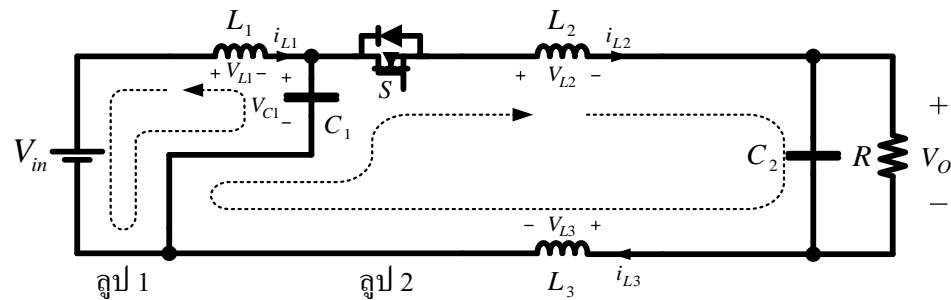 L1 L2
iL1 iL2
+ VL1 − + + VL2 −
S
VC1 +
− C1
Vin C2 R VO
−
− VL3 +
ลูป 1 ลูป 2 L3 iL3